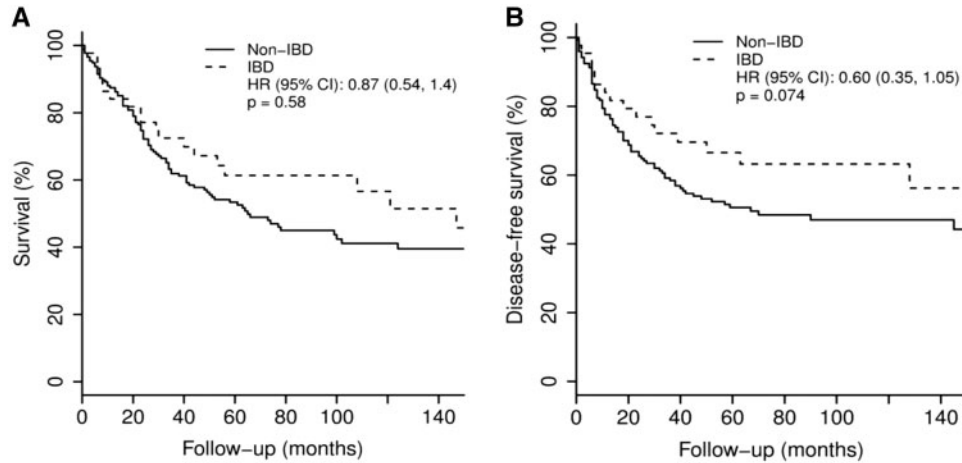 A
Non-IBD
IBD
HR (95% CI): 0.87 (0.54, 1.4)
p = 0.58
Survival (%)
100
80
60
40
20
0
0 20 40 60 80 100 140
Follow-up (months)
B
Non-IBD
IBD
HR (95% CI): 0.60 (0.35, 1.05)
p = 0.074
Disease-free survival (%)
100
80
60
40
20
0
0 20 40 60 80 100 140
Follow-up (months)